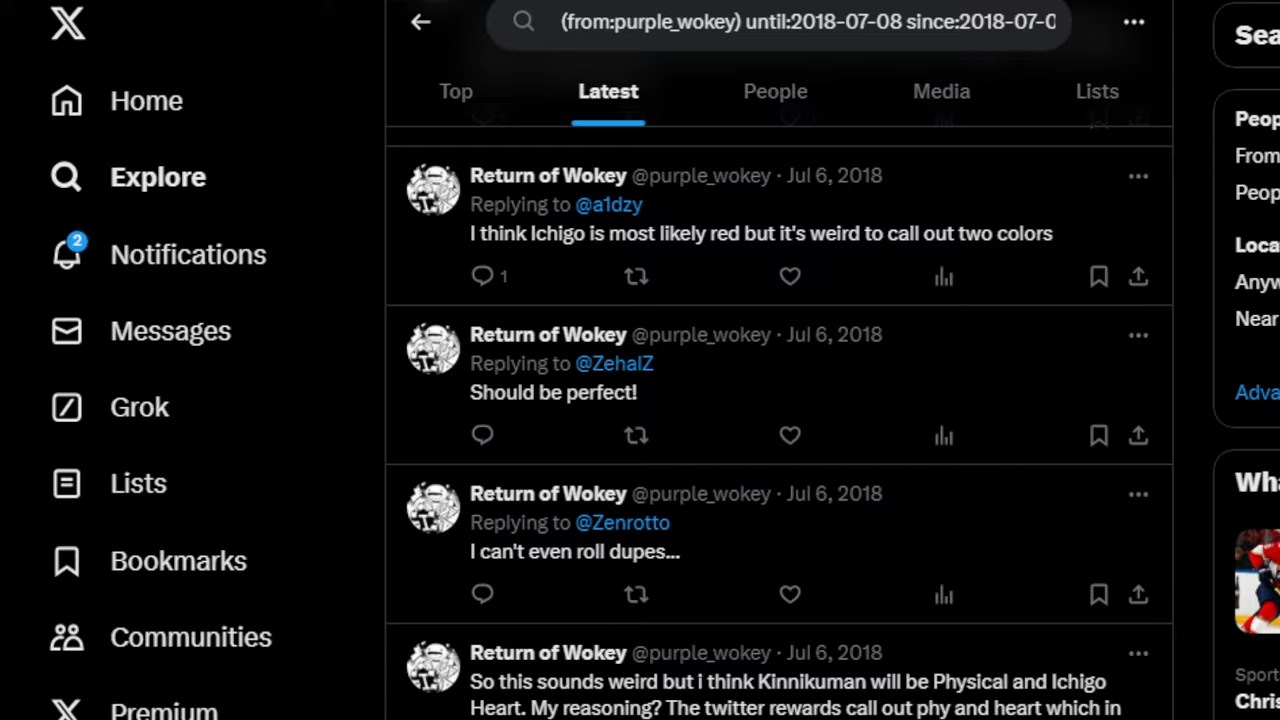 (from:purple_wokey) until:2018-07-08 since:2018-07-0
Home
Explore
2
Notifications
Messages
Grok
Lists
Bookmarks
Communities
Premium
Top Latest People Media Lists
Return of Wokey @purple_wokey · Jul 6, 2018
Replying to @a1dzy
I think Ichigo is most likely red but it's weird to call out two colors
1
Return of Wokey @purple_wokey · Jul 6, 2018
Replying to @ZehalZ
Should be perfect!
Return of Wokey @purple_wokey · Jul 6, 2018
Replying to @Zenrotto
I can't even roll dupes...
Return of Wokey @purple_wokey · Jul 6, 2018
So this sounds weird but i think Kinnikuman will be Physical and Ichigo
Heart. My reasoning? The twitter rewards call out phy and heart which in
Sea
Peop
From
Peop
Loca
Anyw
Near
Adva
Wha
Sport
Chris